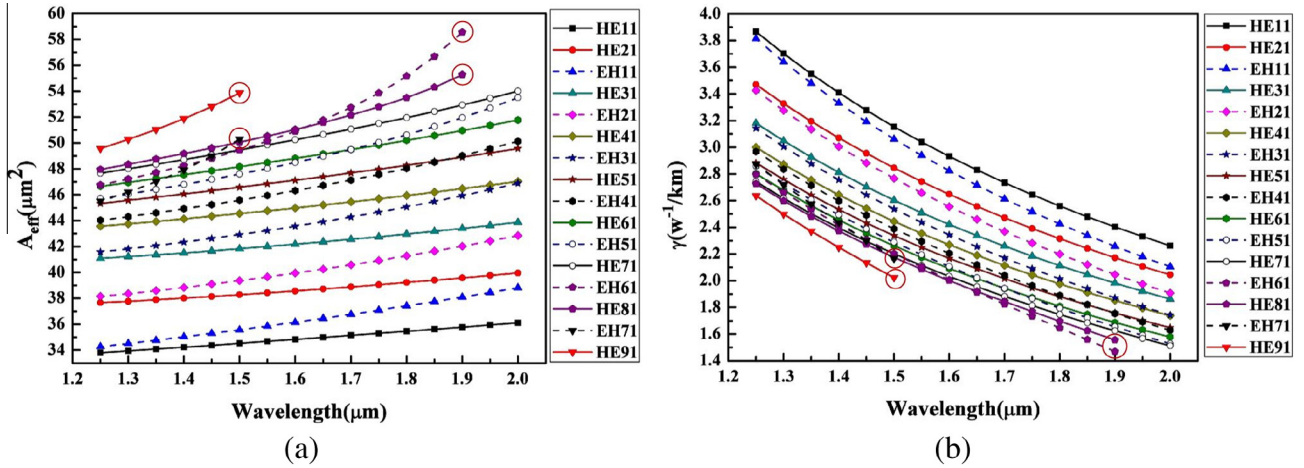 60
58
56
54
52
50
48
46
44
42
40
38
36
34
A_eff(μm²)
1.2 1.3 1.4 1.5 1.6 1.7 1.8 1.9 2.0
Wavelength(μm)
HE11
HE21
EH11
HE31
EH21
HE41
EH31
HE51
EH41
HE61
EH51
HE71
EH61
HE81
EH71
HE91
(a)
4.0
3.8
3.6
3.4
3.2
3.0
2.8
2.6
2.4
2.2
2.0
1.8
1.6
1.4
γ(w⁻¹/km)
1.2 1.3 1.4 1.5 1.6 1.7 1.8 1.9 2.0
Wavelength(μm)
HE11
HE21
EH11
HE31
EH21
HE41
EH31
HE51
EH41
HE61
EH51
HE71
EH61
HE81
EH71
HE91
(b)